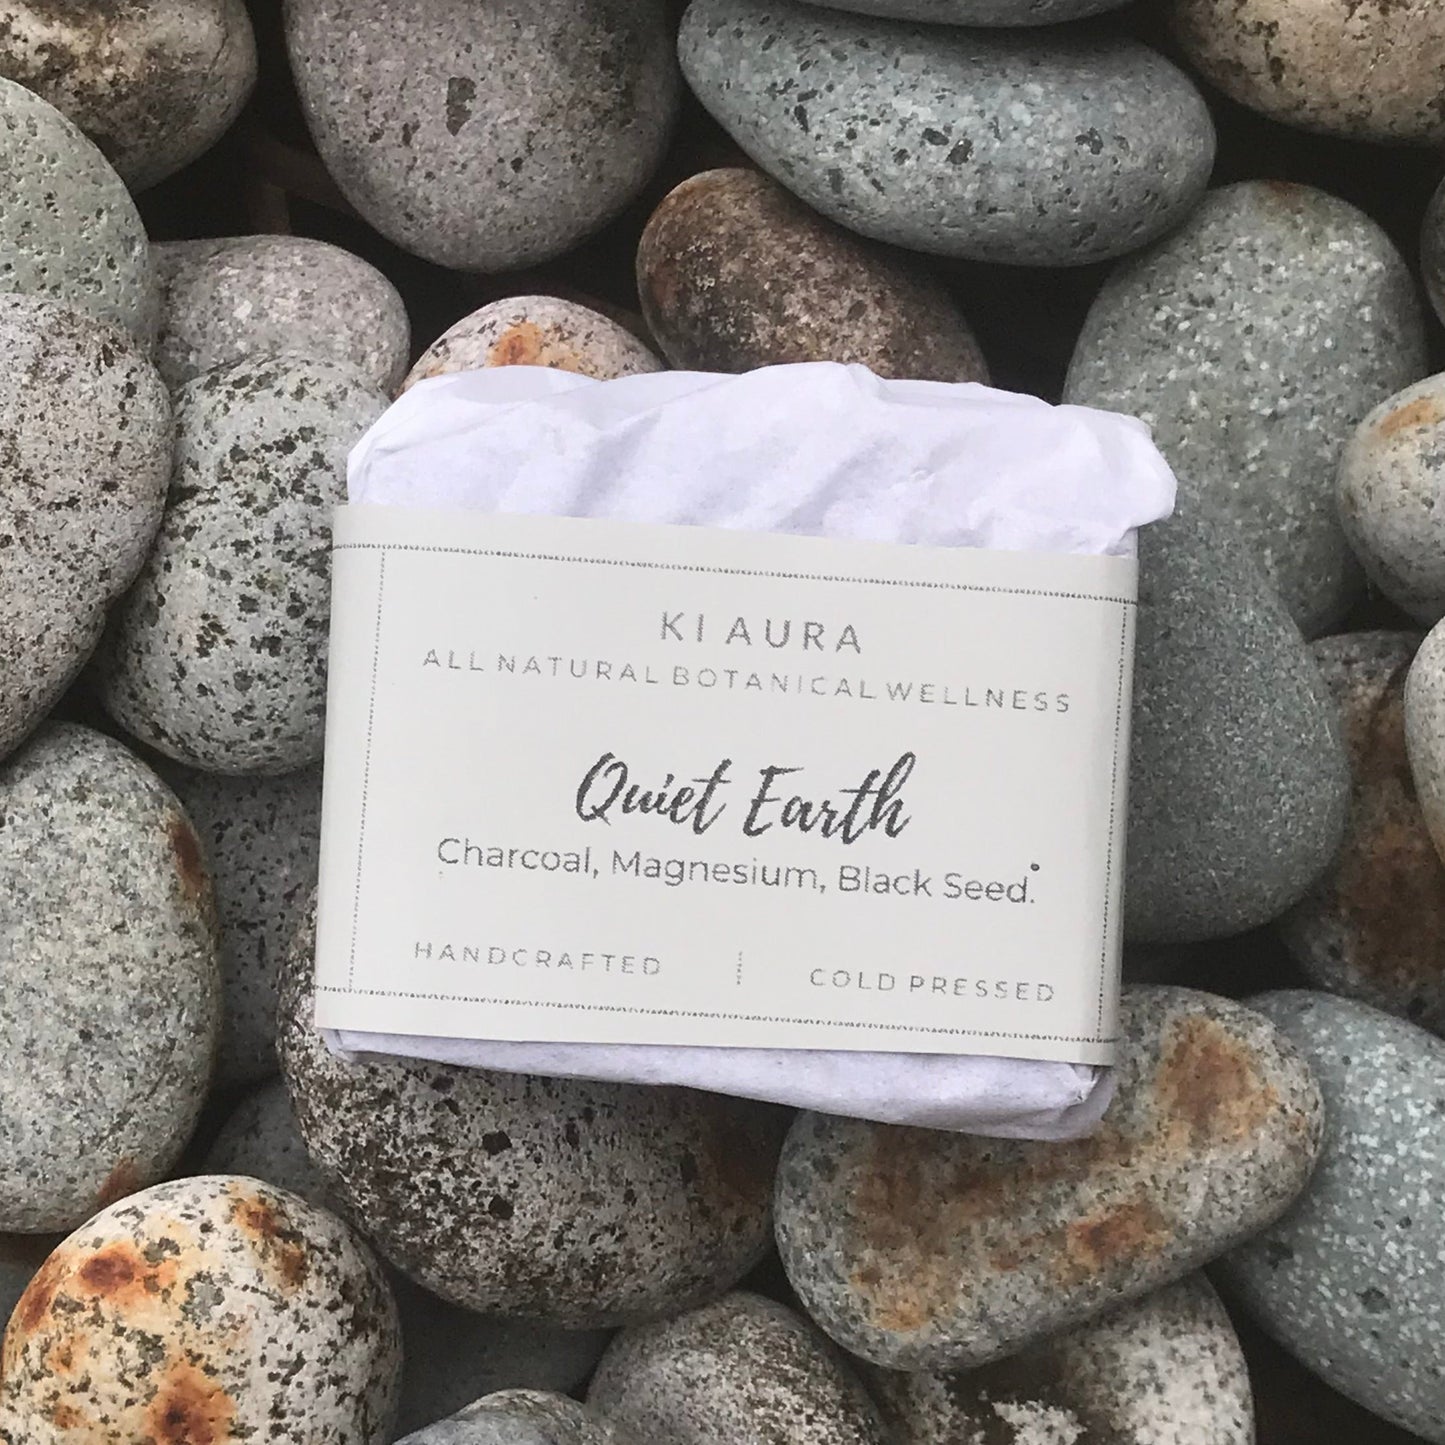 KI AURA
ALL NATURAL BOTANICAL WELLNESS
Quiet Earth
Charcoal, Magnesium, Black Seed.
HANDCRAFTED | COLD PRESSED